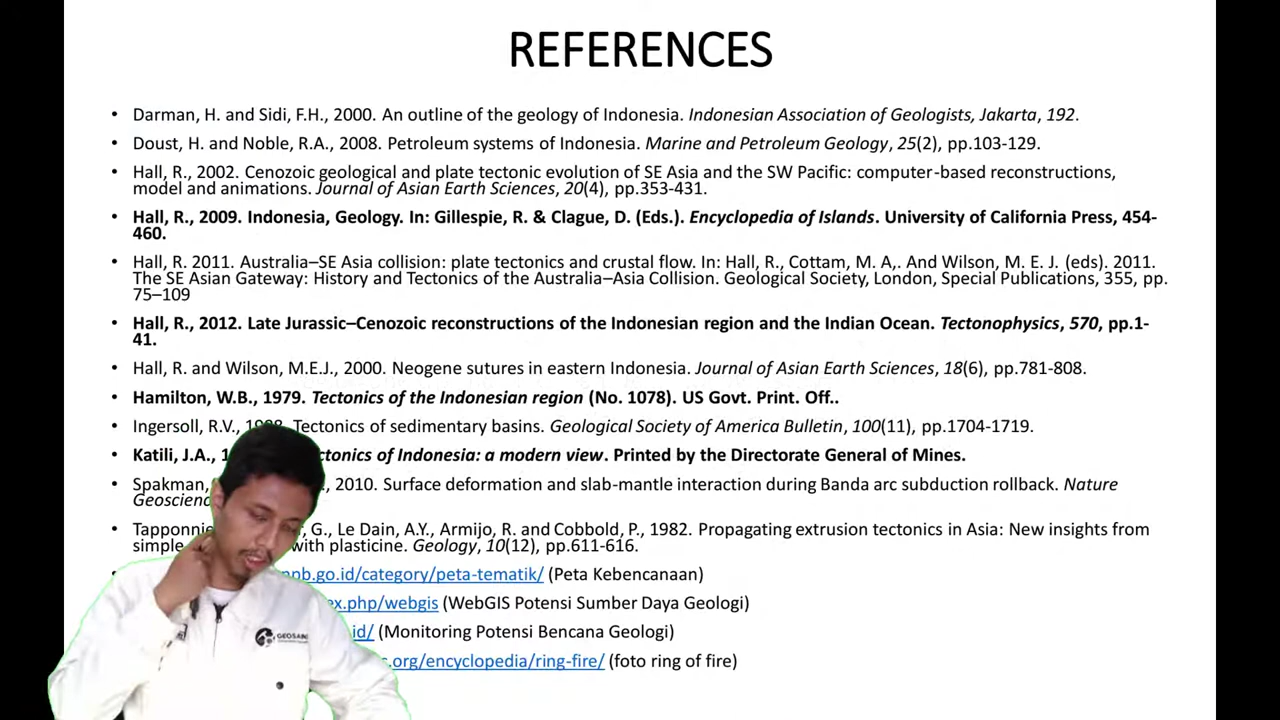 REFERENCES
• Darman, H. and Sidi, F.H., 2000. An outline of the geology of Indonesia. Indonesian Association of Geologists, Jakarta, 192.
• Doust, H. and Noble, R.A., 2008. Petroleum systems of Indonesia. Marine and Petroleum Geology, 25(2), pp.103-129.
• Hall, R., 2002. Cenozoic geological and plate tectonic evolution of SE Asia and the SW Pacific: computer-based reconstructions,
model and animations. Journal of Asian Earth Sciences, 20(4), pp.353-431.
• Hall, R., 2009. Indonesia, Geology. In: Gillespie, R. & Clague, D. (Eds.). Encyclopedia of Islands. University of California Press, 454-
460.
• Hall, R. 2011. Australia–SE Asia collision: plate tectonics and crustal flow. In: Hall, R., Cottam, M. A,. And Wilson, M. E. J. (eds). 2011.
The SE Asian Gateway: History and Tectonics of the Australia–Asia Collision. Geological Society, London, Special Publications, 355, pp.
75–109
• Hall, R., 2012. Late Jurassic–Cenozoic reconstructions of the Indonesian region and the Indian Ocean. Tectonophysics, 570, pp.1-
41.
• Hall, R. and Wilson, M.E.J., 2000. Neogene sutures in eastern Indonesia. Journal of Asian Earth Sciences, 18(6), pp.781-808.
• Hamilton, W.B., 1979. Tectonics of the Indonesian region (No. 1078). US Govt. Print. Off..
• Ingersoll, R.V., Tectonics of sedimentary basins. Geological Society of America Bulletin, 100(11), pp.1704-1719.
• Katili, J.A., of Indonesia: a modern view. Printed by the Directorate General of Mines.
• Spakman, 2010. Surface deformation and slab-mantle interaction during Banda arc subduction rollback. Nature
• G., Le Dain, A.Y., Armijo, R. and Cobbold, P., 1982. Propagating extrusion tectonics in Asia: New insights from
simple with plasticine. Geology, 10(12), pp.611-616.
.go.id/category/peta-tematik/ (Peta Kebencanaan)
.php/webgis (WebGIS Potensi Sumber Daya Geologi)
id/ (Monitoring Potensi Bencana Geologi)
.org/encyclopedia/ring-fire/ (foto ring of fire)